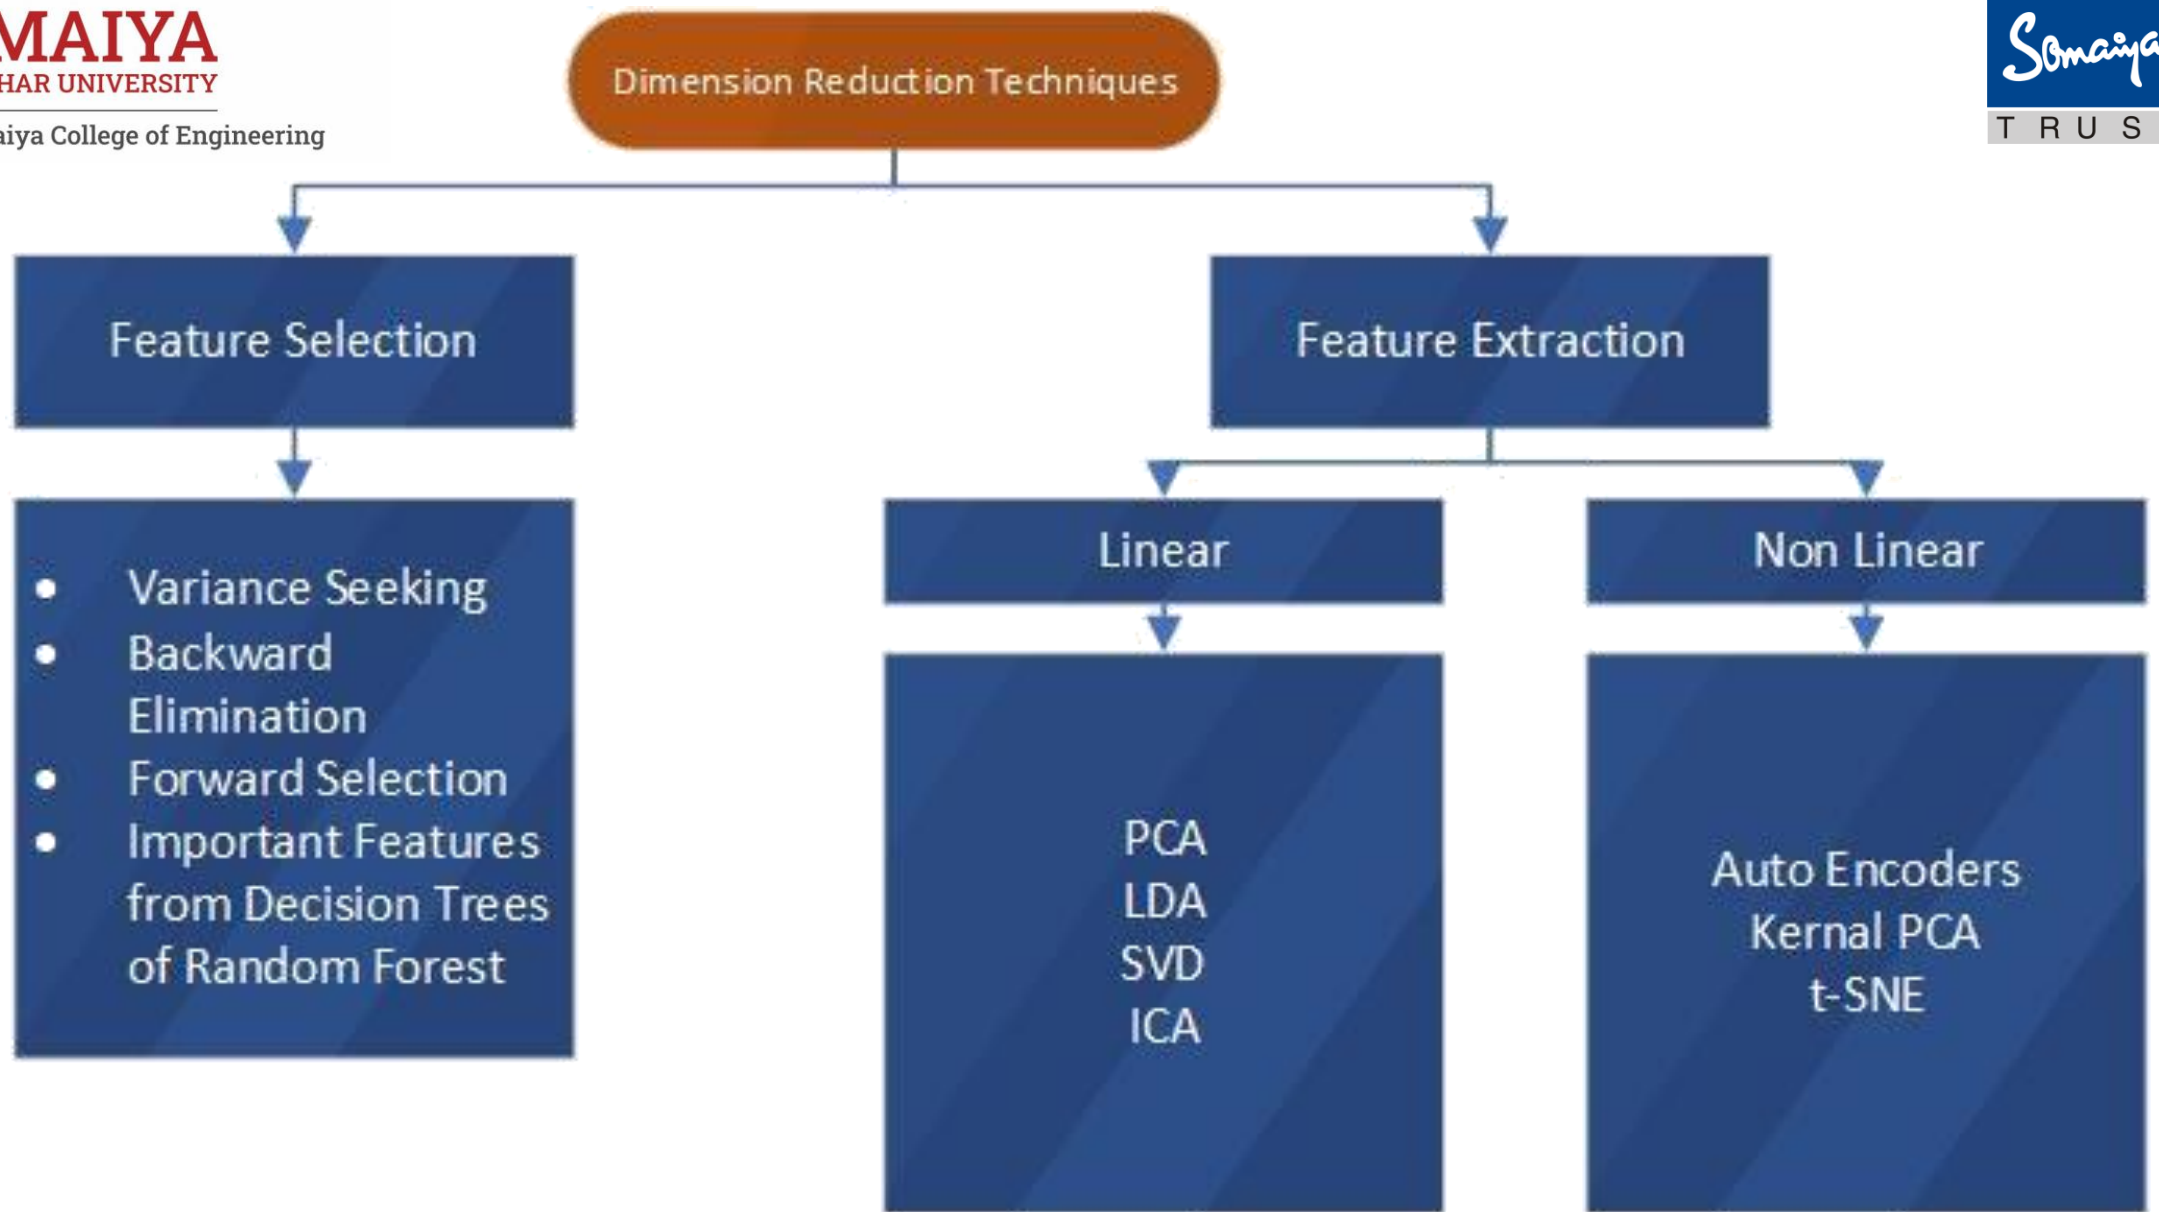 MAIYA
HAR UNIVERSITY
aiya College of Engineering
Dimension Reduction Techniques
Somaiya
TRUS
Feature Selection
Feature Extraction
• Variance Seeking
• Backward
Elimination
• Forward Selection
• Important Features
from Decision Trees
of Random Forest
Linear
Non Linear
PCA
LDA
SVD
ICA
Auto Encoders
Kernal PCA
t-SNE